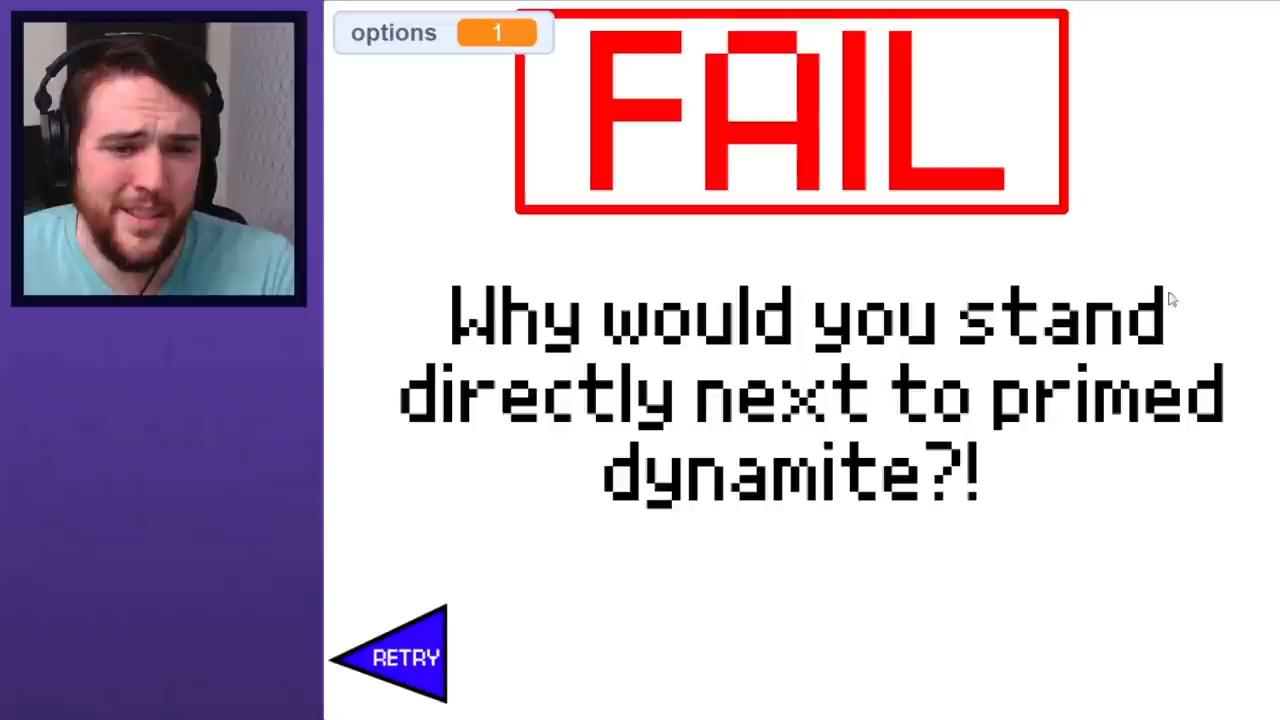 options 1
FAIL
Why would you stand
directly next to primed
dynamite?!
RETRY